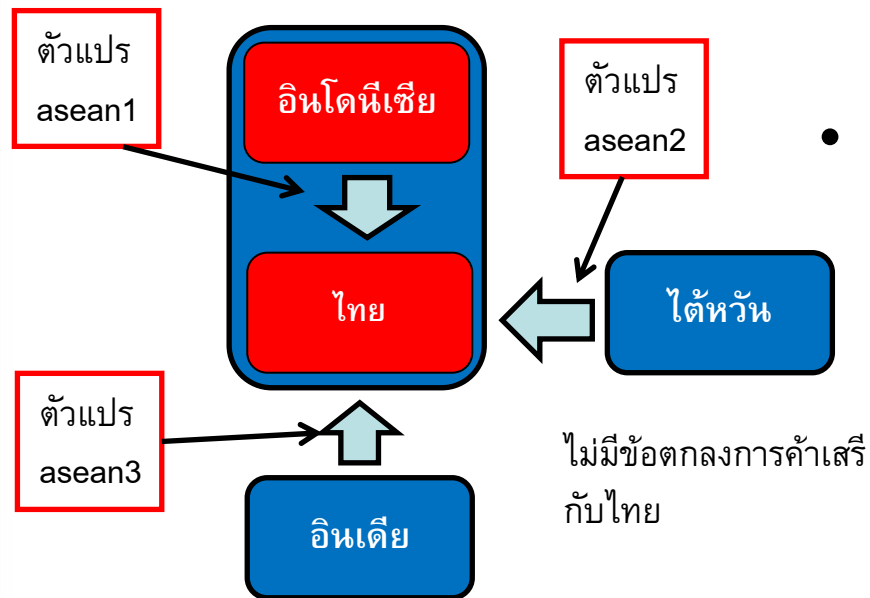 ตัวแปร
asean1
อินโดนีเซีย
ตัวแปร
asean2
•
ไทย
ไต้หวัน
ตัวแปร
asean3
ไม่มีข้อตกลงการค้าเสรี
กับไทย
อินเดีย